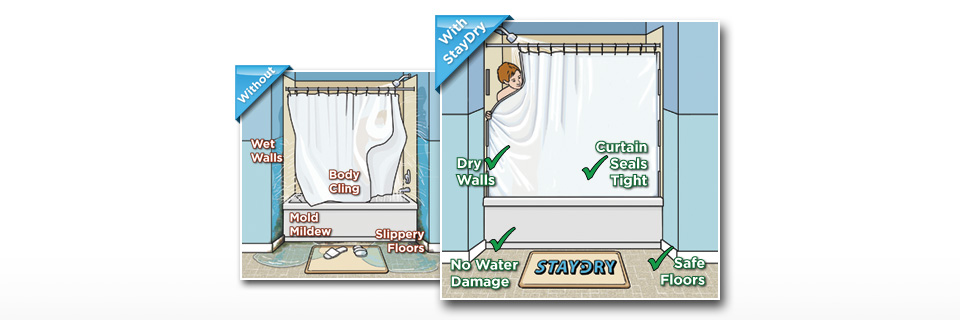 Without
Wet
Walls
Body
Cling
Mold
Mildew
Slippery
Floors
With
StayDry
Dry
Walls
Curtain
Seals
Tight
No Water
Damage
STAYDRY
Safe
Floors